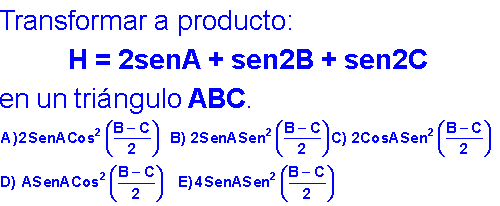 Transformar a producto:
H = 2senA + sen2B + sen2C
en un triángulo ABC.
A)2SenACos² ((B – C)/2) B) 2SenASen² ((B – C)/2) C) 2CosASen² ((B – C)/2)
D) ASenACos² ((B – C)/2) E)4SenASen² ((B – C)/2)